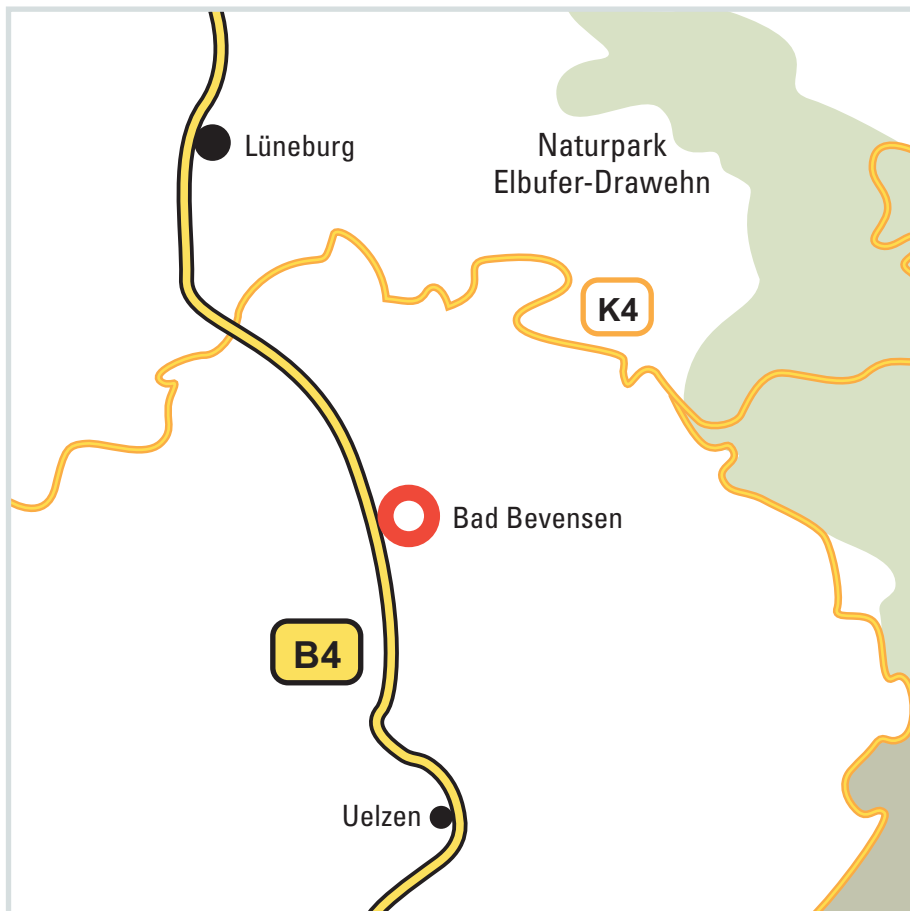 Lüneburg
Naturpark
Elbufer-Drawehn
K4
Bad Bevensen
B4
Uelzen